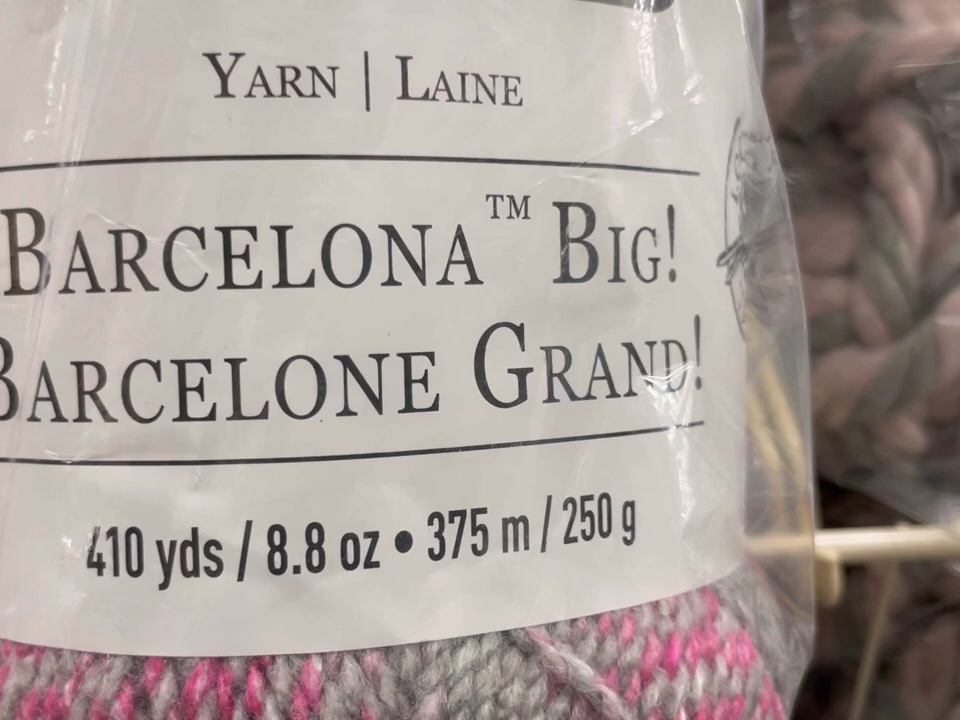 YARN | LAINE
BARCELONA™ BIG!
BARCELONE GRAND!
410 yds / 8.8 oz • 375 m / 250 g